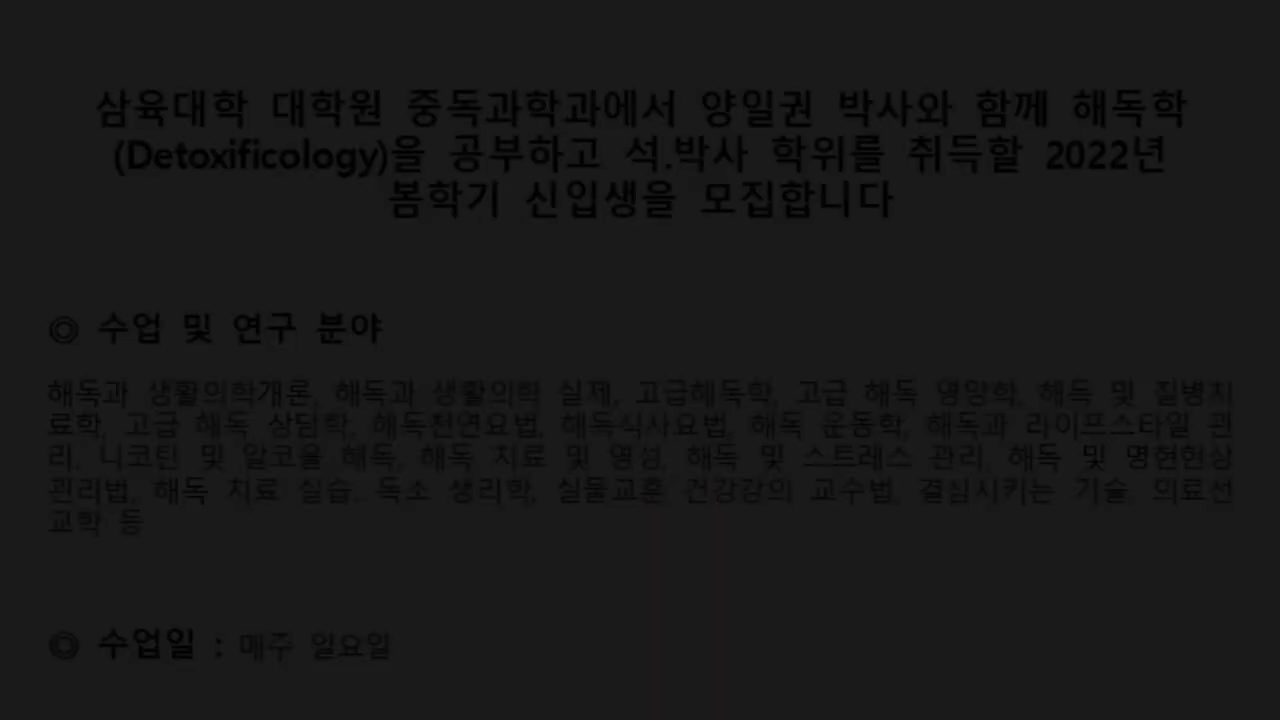 삼육대학 대학원 중독과학과에서 양일권 박사와 함께 해독학
(Detoxificology)을 공부하고 석.박사 학위를 취득할 2022년
봄학기 신입생을 모집합니다
◎ 수업 및 연구 분야
해독과 생활의학개론, 해독과 생활의학 실제, 고급해독학, 고급 해독 영양학, 해독 및 질병치
료학, 고급 해독 상담학, 해독천연요법, 해독식사요법, 해독 운동학, 해독과 라이프스타일 관
리, 니코틴 및 알코올 해독, 해독 치료 및 영성, 해독 및 스트레스 관리, 해독 및 명현현상
관리법, 해독 치료 실습, 독소 생리학, 실물교훈 건강강의 교수법, 결심시키는 기술, 의료선
교학 등
◎ 수업일 : 매주 일요일